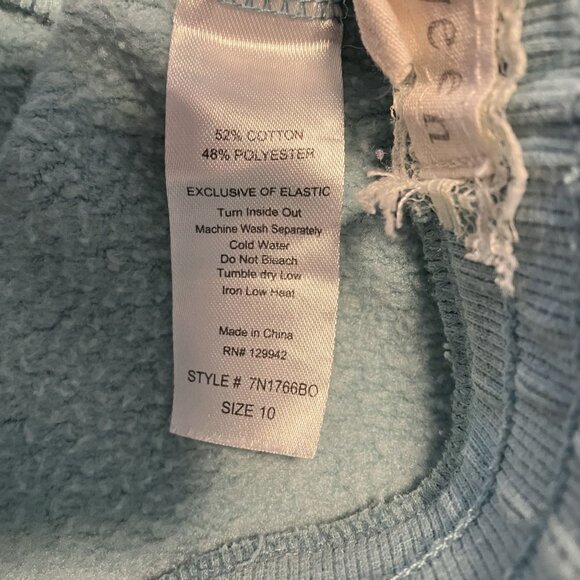 52% COTTON
48% POLYESTER
EXCLUSIVE OF ELASTIC
Turn Inside Out
Machine Wash Separately
Cold Water
Do Not Bleach
Tumble dry Low
Iron Low Heat
Made in China
RN# 129942
STYLE # 7N1766BO
SIZE 10
een